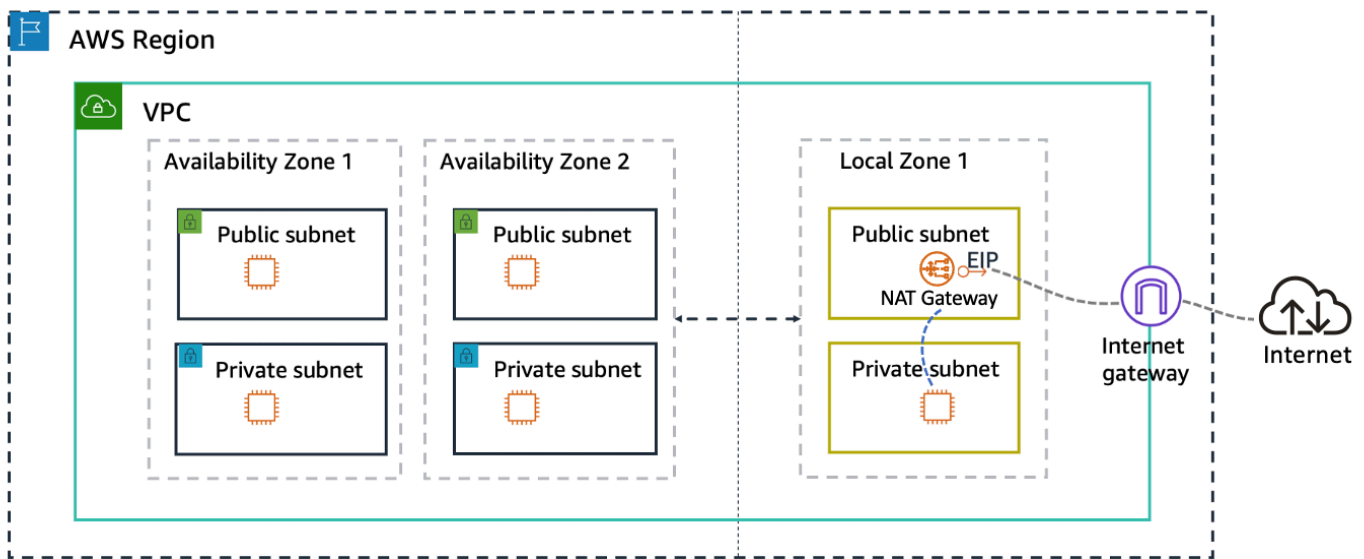 AWS Region
VPC
Availability Zone 1
Public subnet
Private subnet
Availability Zone 2
Public subnet
Private subnet
Local Zone 1
Public subnet
EIP
NAT Gateway
Private subnet
Internet
gateway
Internet